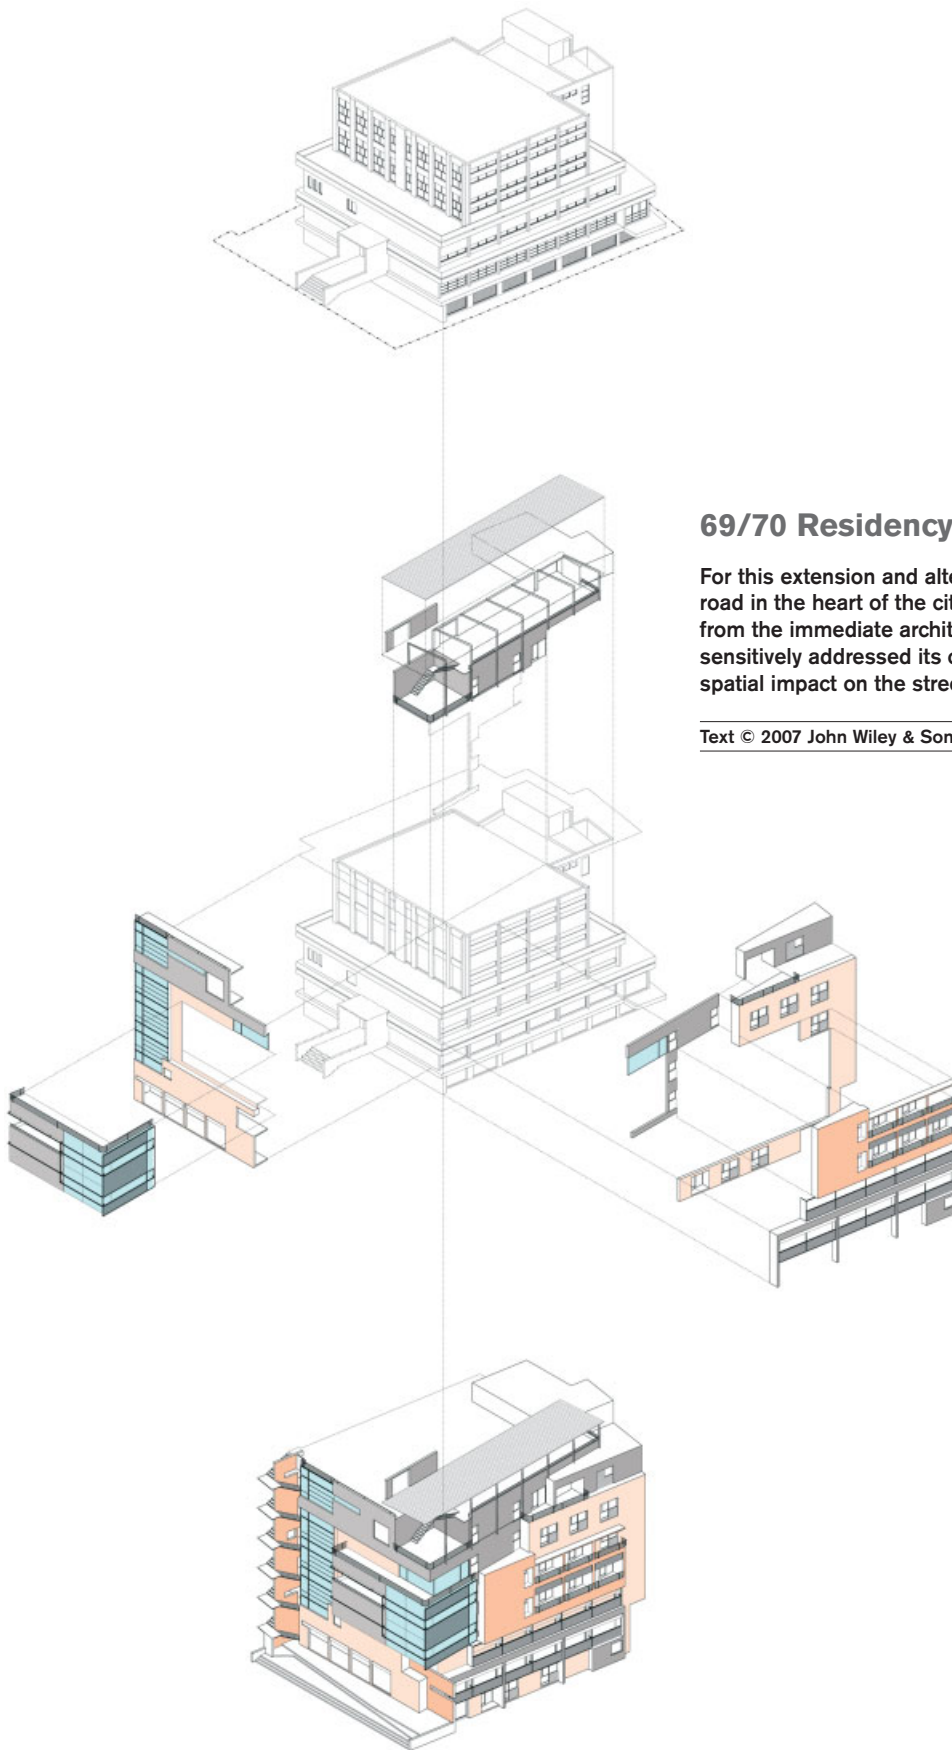 69/70 Residency
For this extension and alte
road in the heart of the cit
from the immediate archit
sensitively addressed its
spatial impact on the stree
Text © 2007 John Wiley & Son